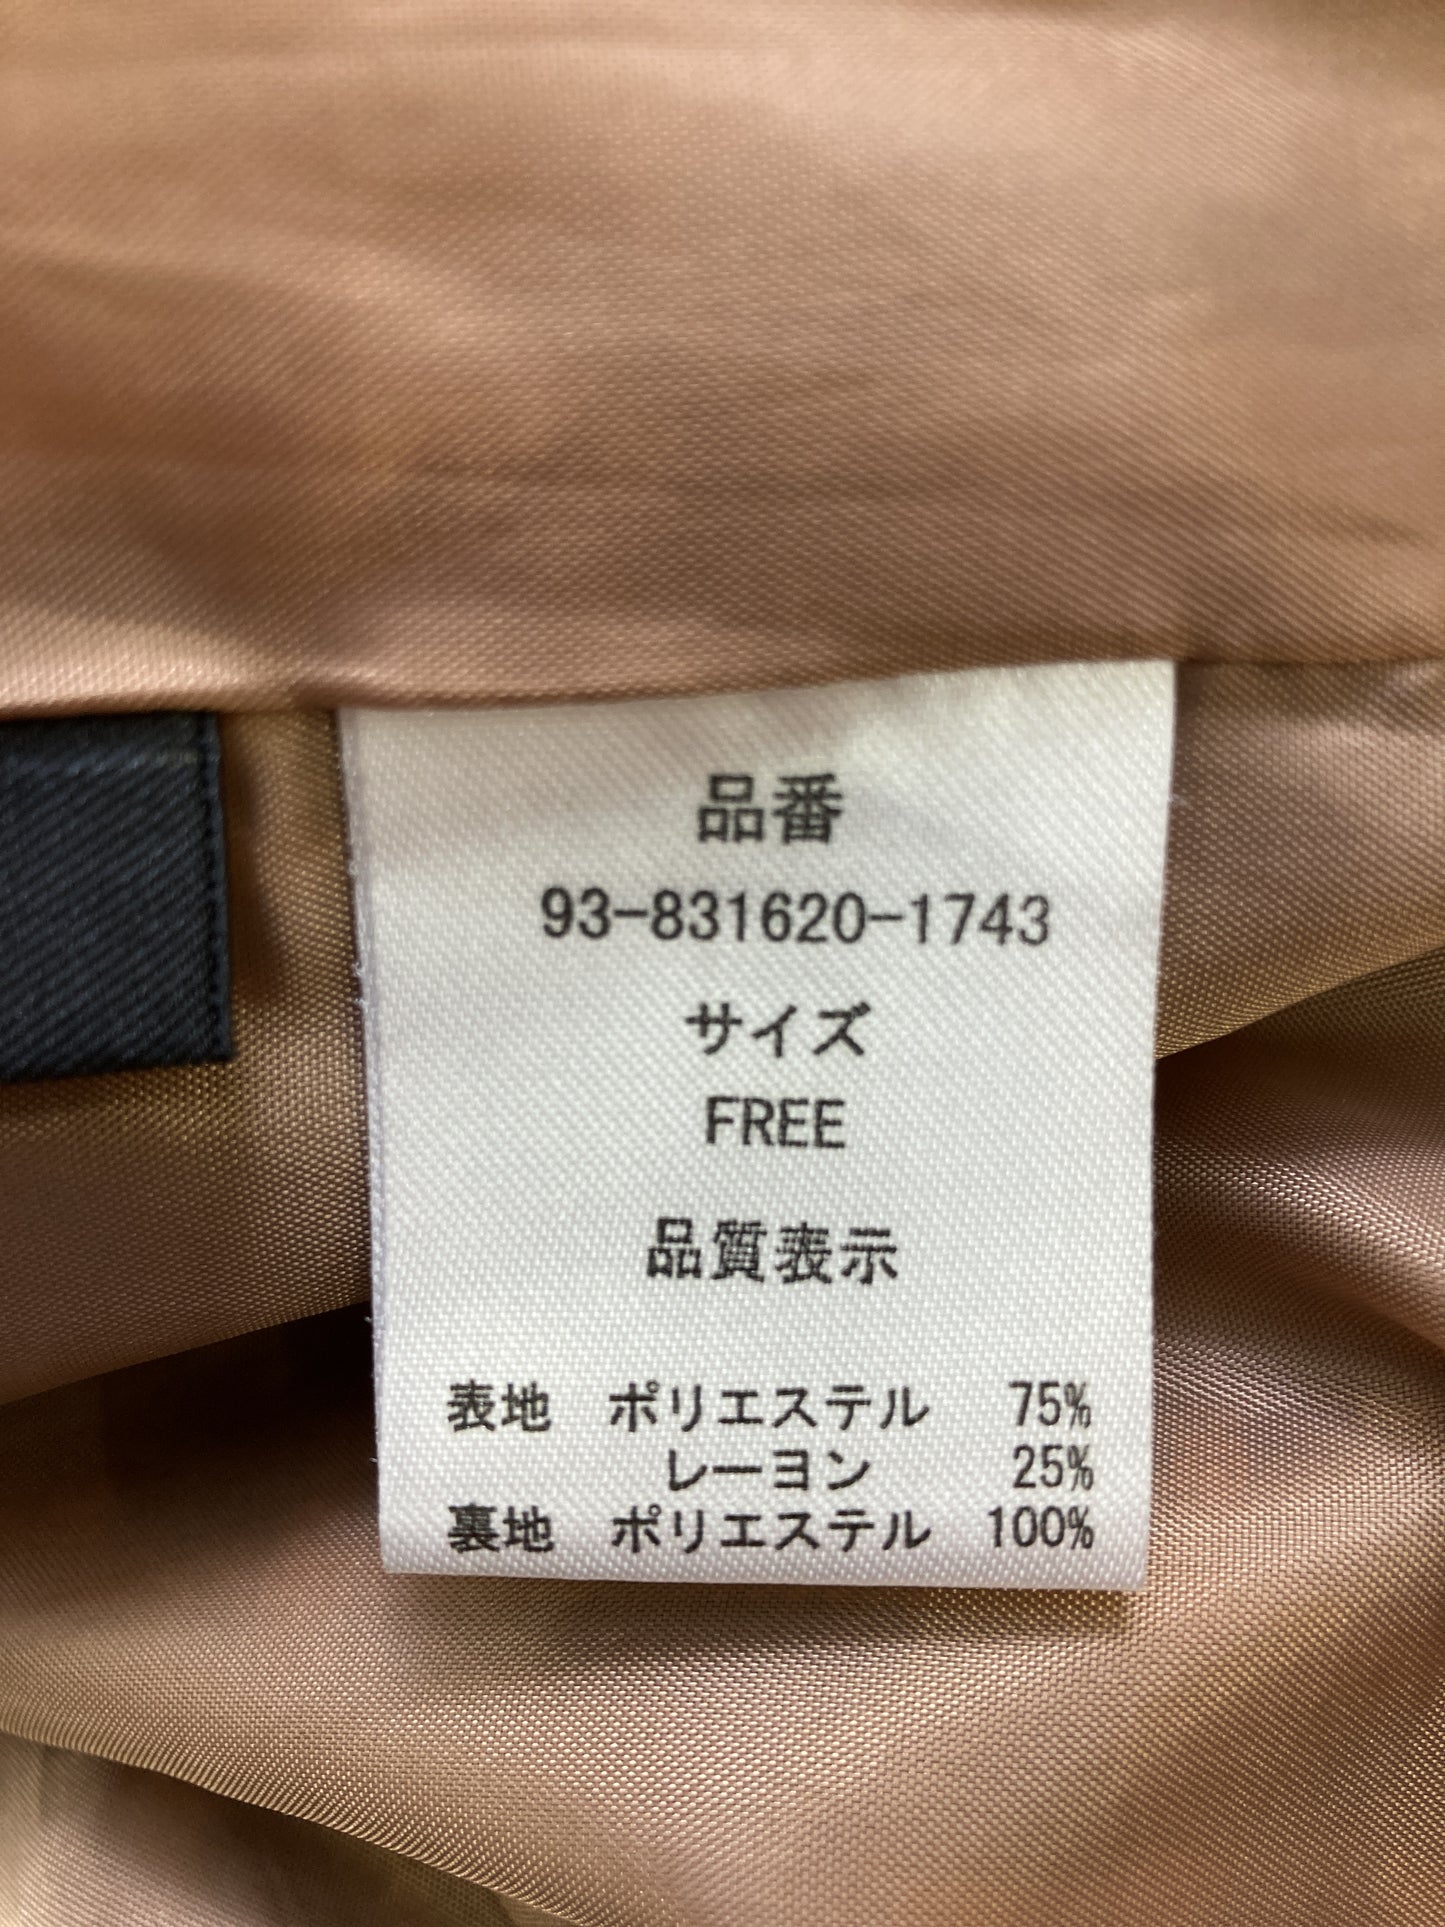 品番
93-831620-1743
サイズ
FREE
品質表示
表地 ポリエステル 75%
レーヨン 25%
裏地 ポリエステル 100%